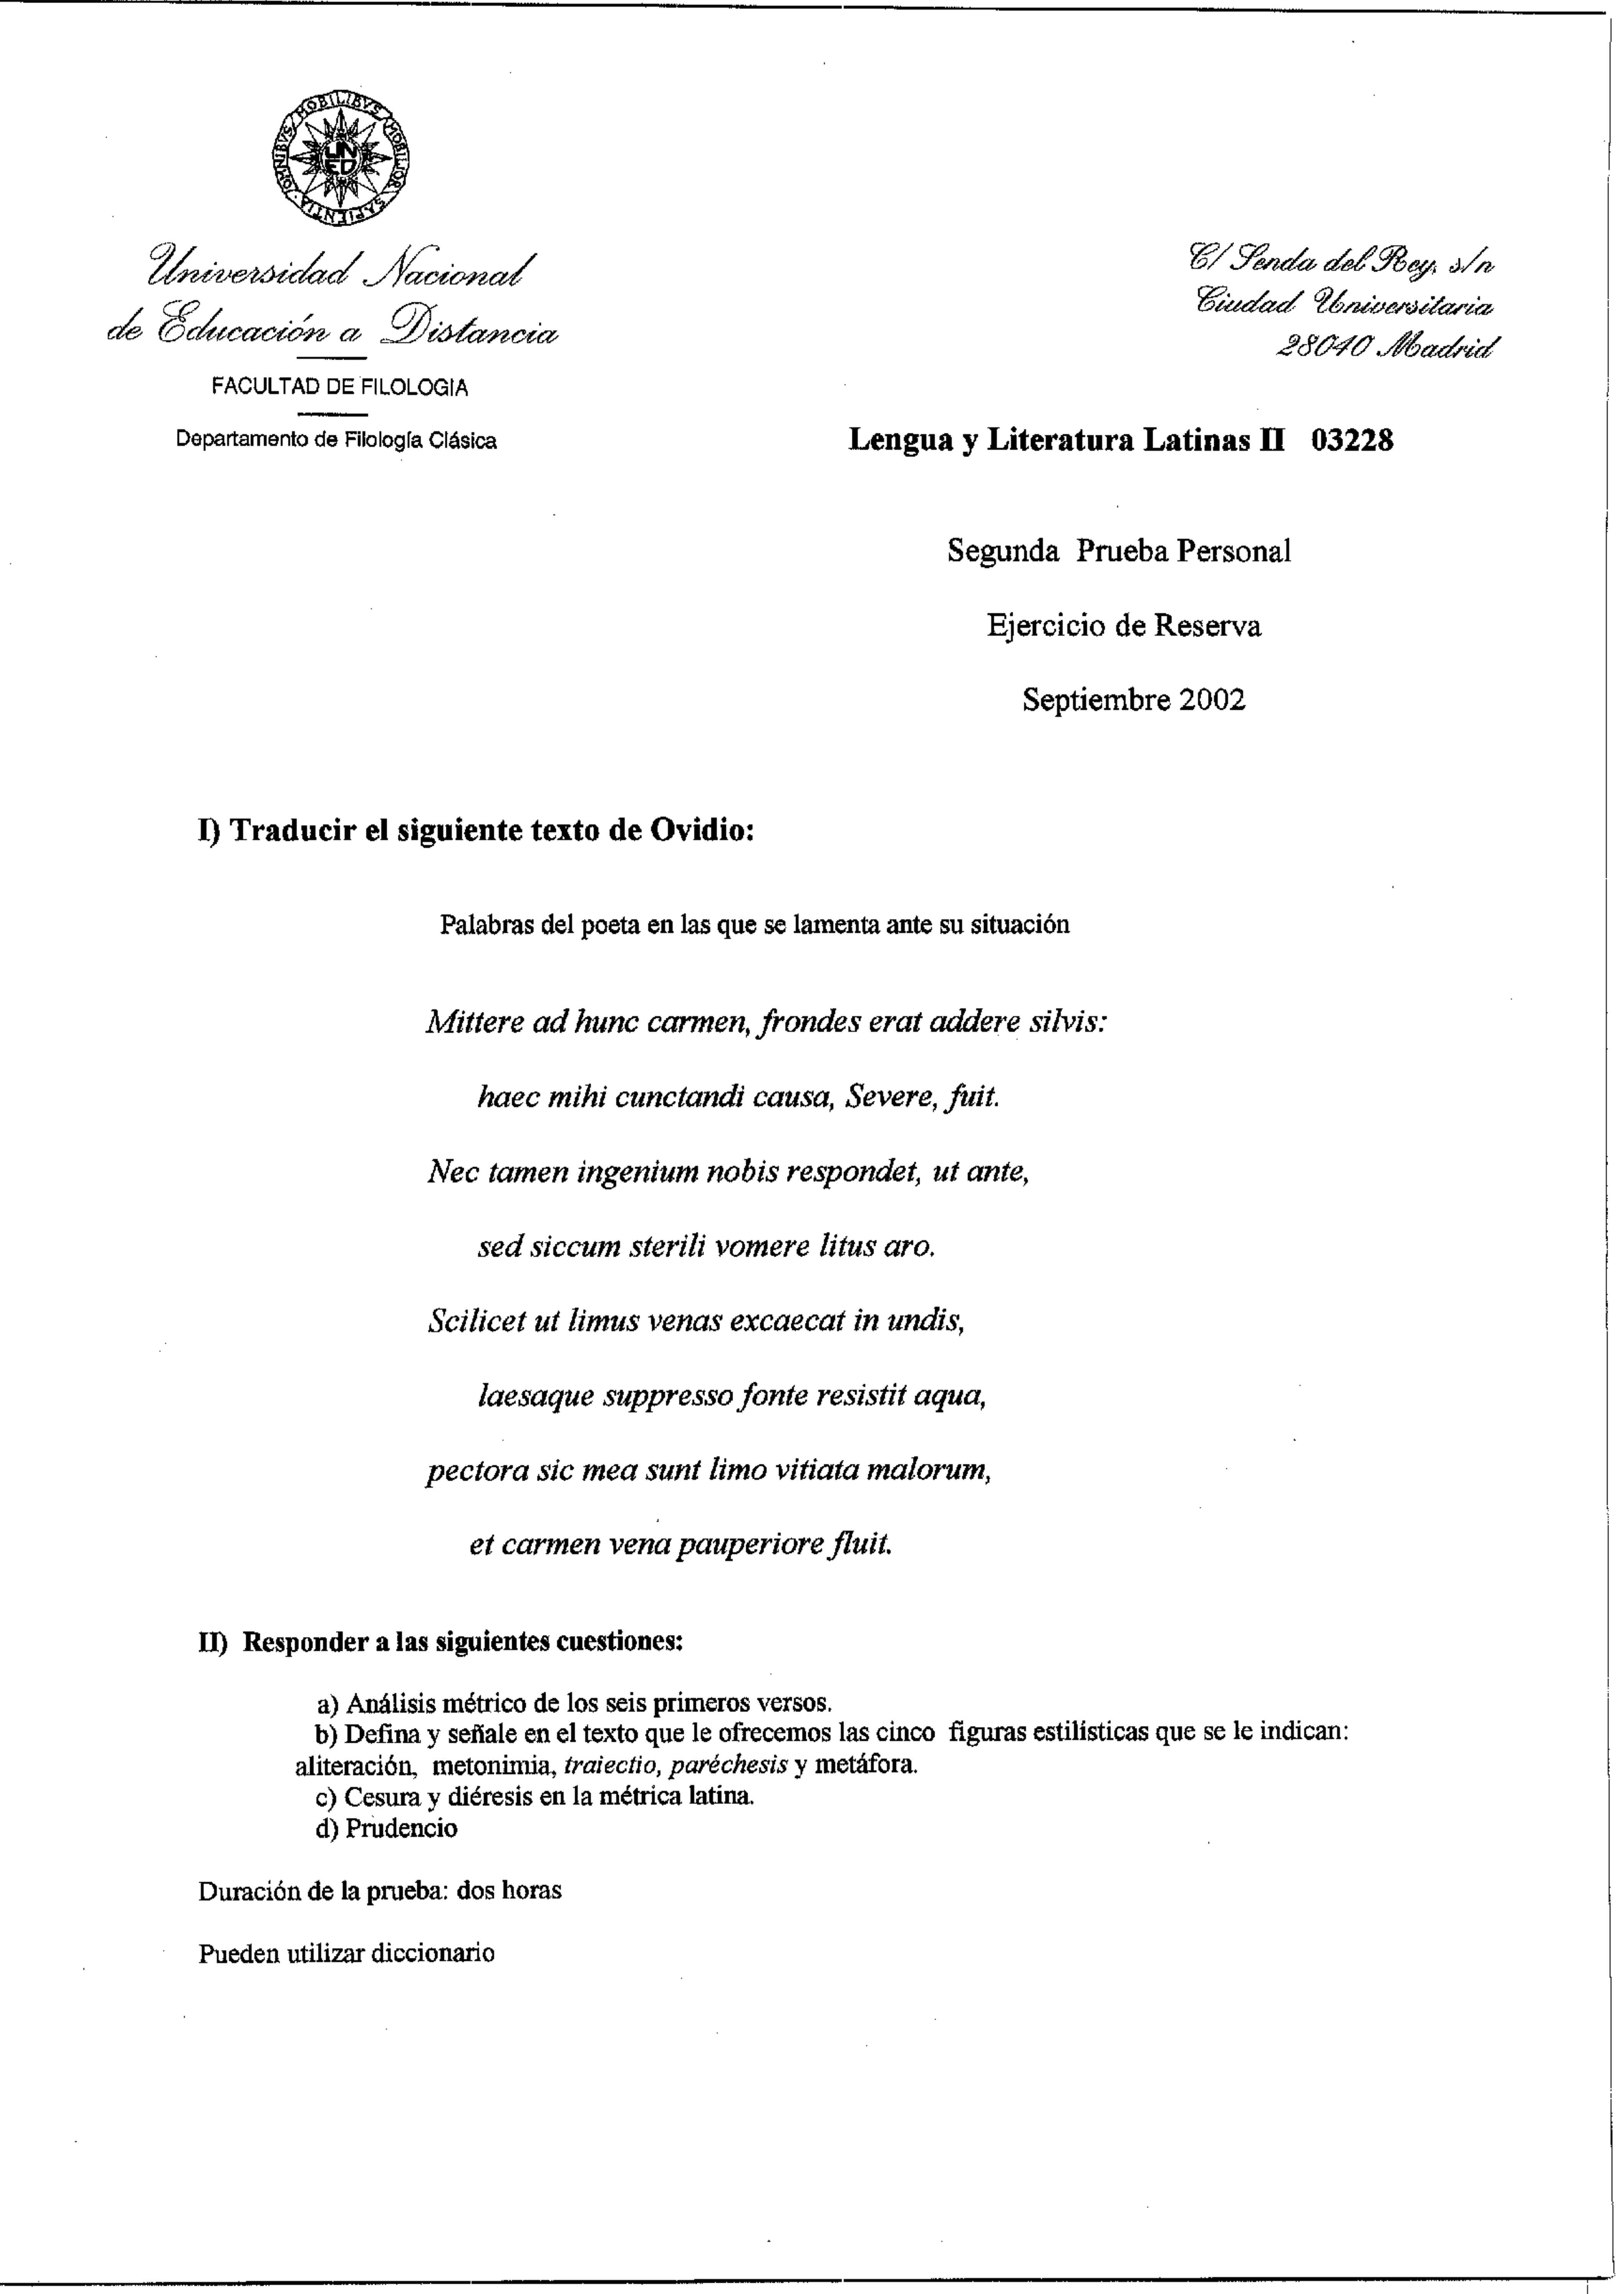 OMNIBVS MOBILIBVS MOBILIOR SAPIENTIA
UN
ED
Universidad Nacional
de Educación a Distancia
FACULTAD DE FILOLOGIA
Departamento de Filología Clásica
C/ Senda del Rey, s/n
Ciudad Universitaria
28040 Madrid
Lengua y Literatura Latinas II 03228
Segunda Prueba Personal
Ejercicio de Reserva
Septiembre 2002
I) Traducir el siguiente texto de Ovidio:
Palabras del poeta en las que se lamenta ante su situación
Mittere ad hunc carmen, frondes erat addere silvis:
haec mihi cunctandi causa, Severe, fuit.
Nec tamen ingenium nobis respondet, ut ante,
sed siccum sterili vomere litus aro.
Scilicet ut limus venas excaecat in undis,
laesaque suppresso fonte resistit aqua,
pectora sic mea sunt limo vitiata malorum,
et carmen vena pauperiore fluit.
II) Responder a las siguientes cuestiones:
a) Análisis métrico de los seis primeros versos.
b) Defina y señale en el texto que le ofrecemos las cinco figuras estilísticas que se le indican:
aliteración, metonimia, traiectio, paréchesis y metáfora.
c) Cesura y diéresis en la métrica latina.
d) Prudencio
Duración de la prueba: dos horas
Pueden utilizar diccionario